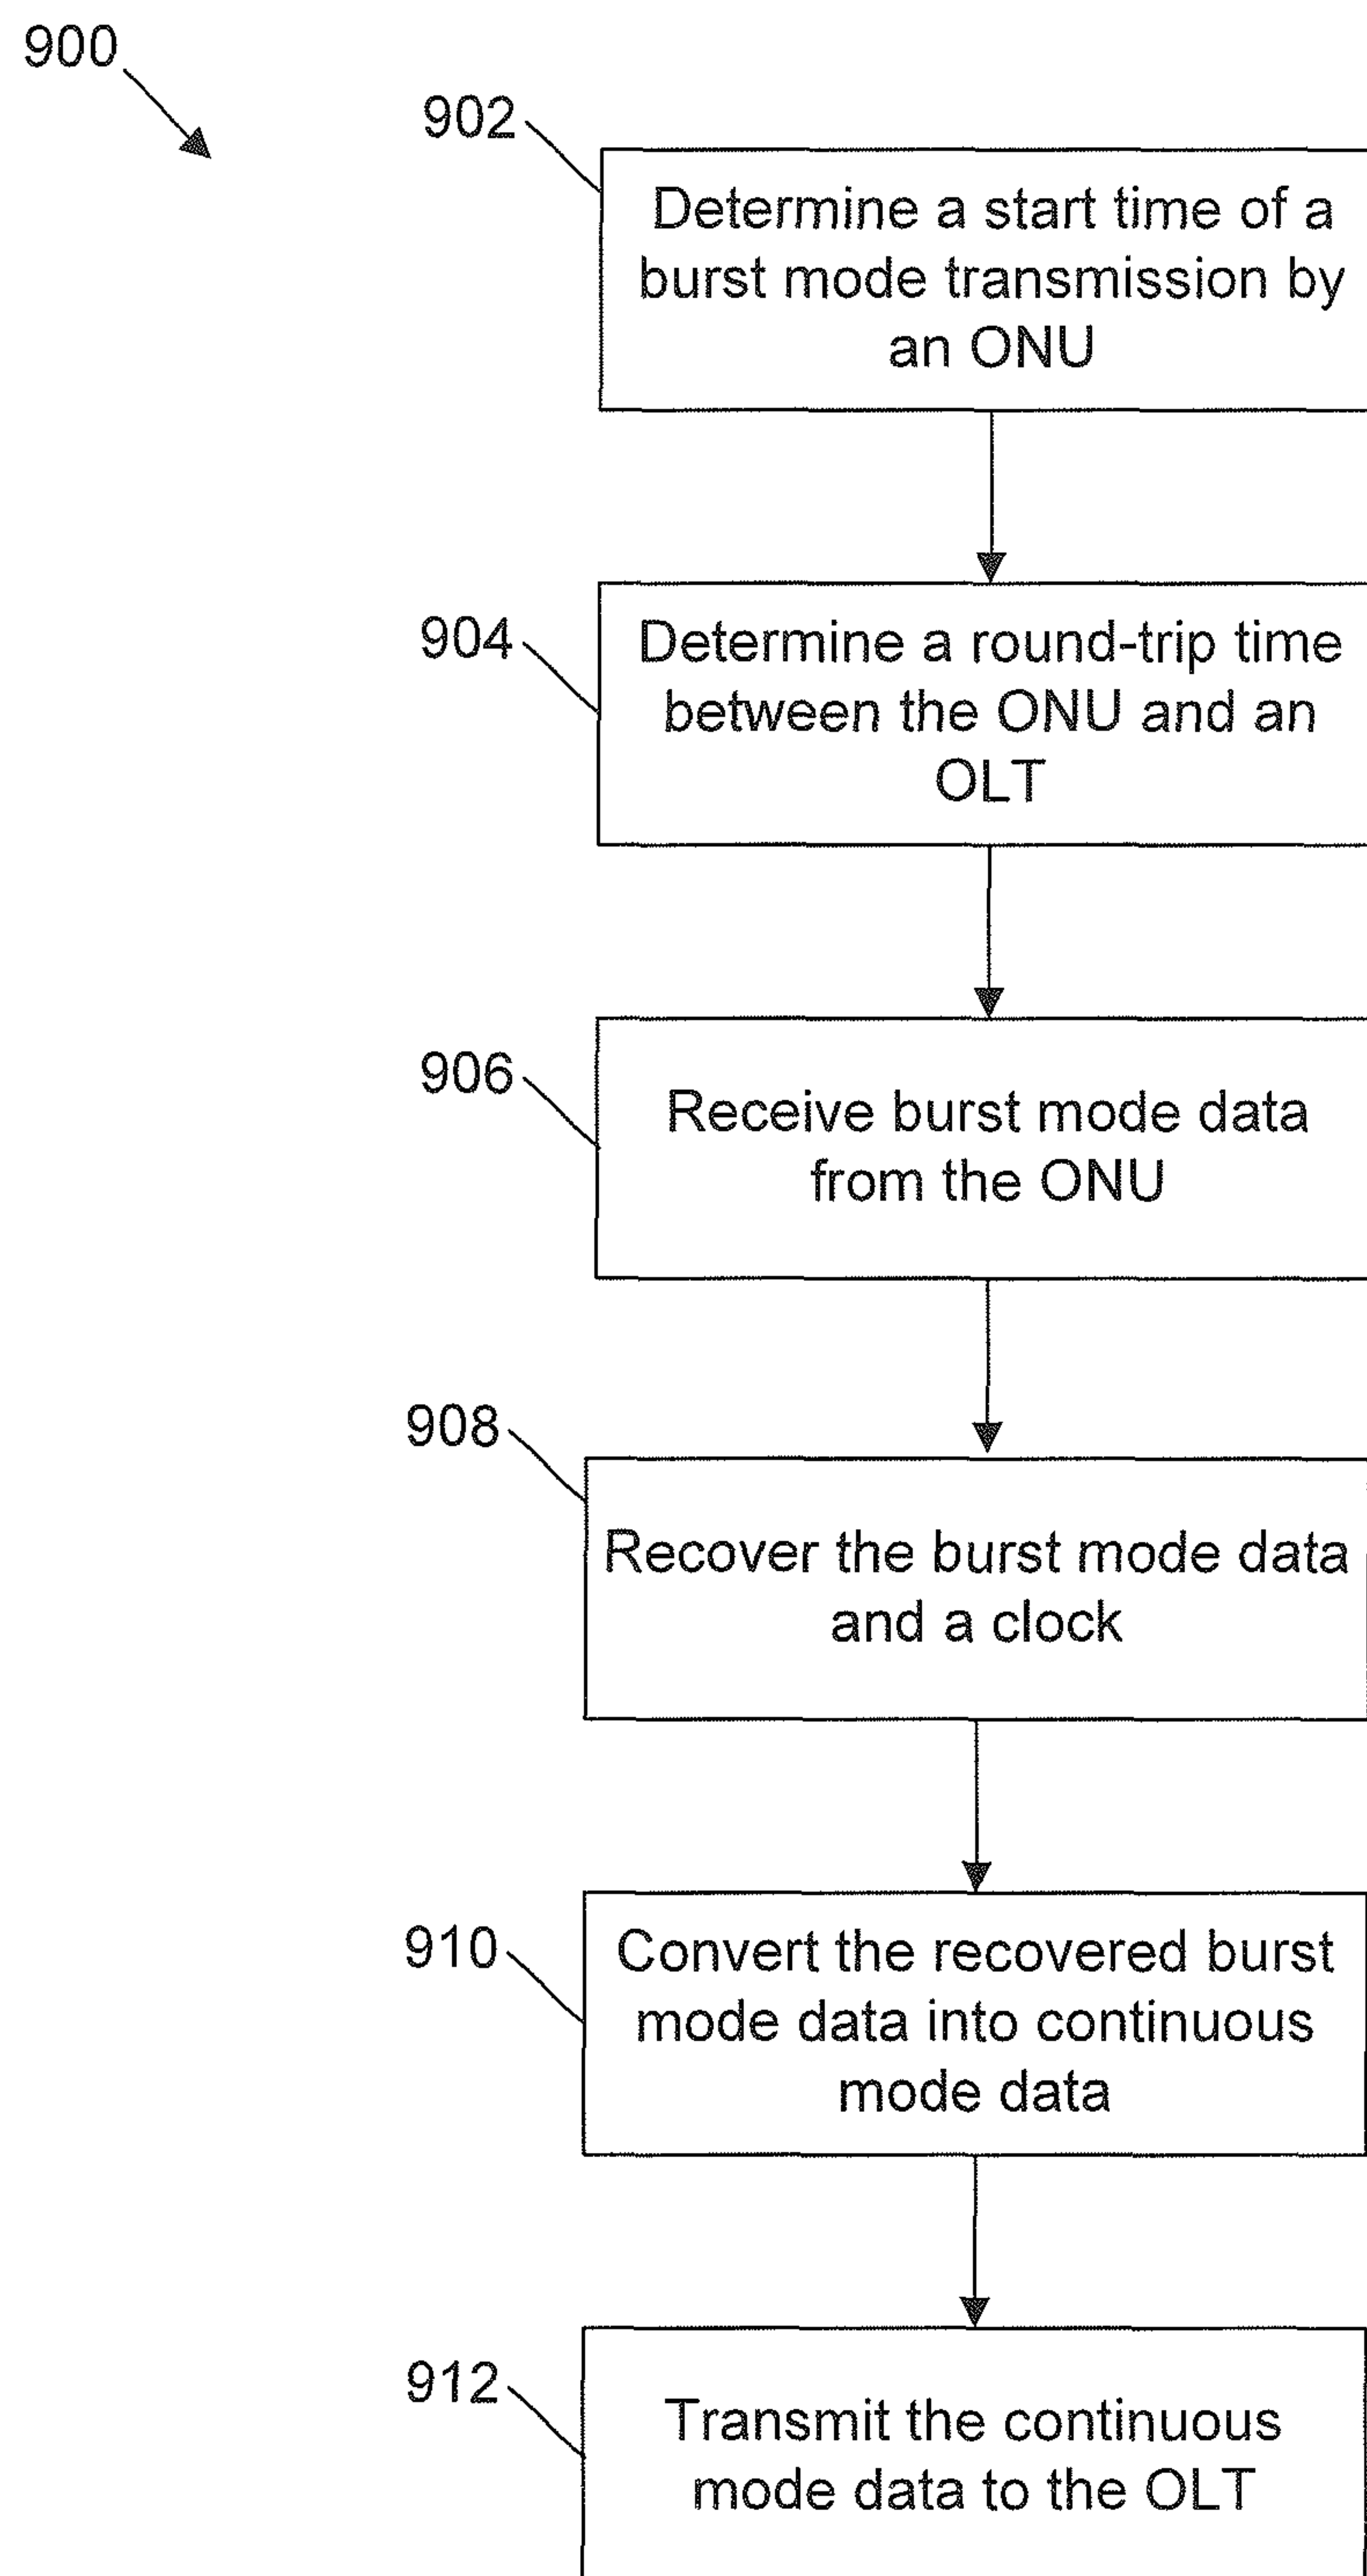 900
902
Determine a start time of a
burst mode transmission by
an ONU
904
Determine a round-trip time
between the ONU and an
OLT
906
Receive burst mode data
from the ONU
908
Recover the burst mode data
and a clock
910
Convert the recovered burst
mode data into continuous
mode data
912
Transmit the continuous
mode data to the OLT